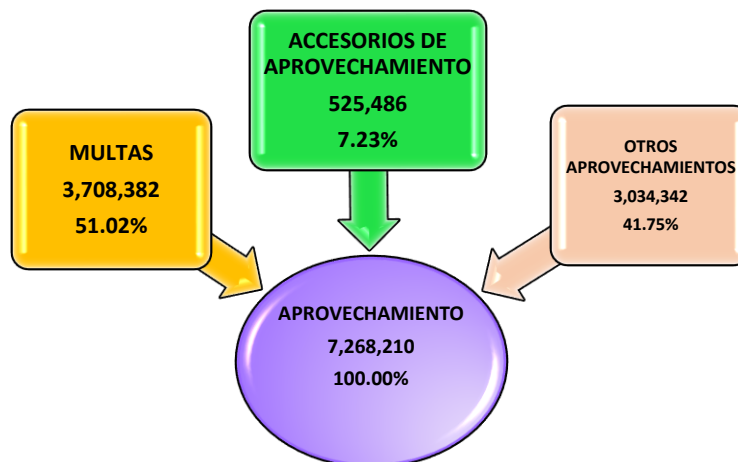 ACCESORIOS DE
APROVECHAMIENTO
525,486
7.23%
MULTAS
3,708,382
51.02%
OTROS
APROVECHAMIENTOS
3,034,342
41.75%
APROVECHAMIENTO
7,268,210
100.00%